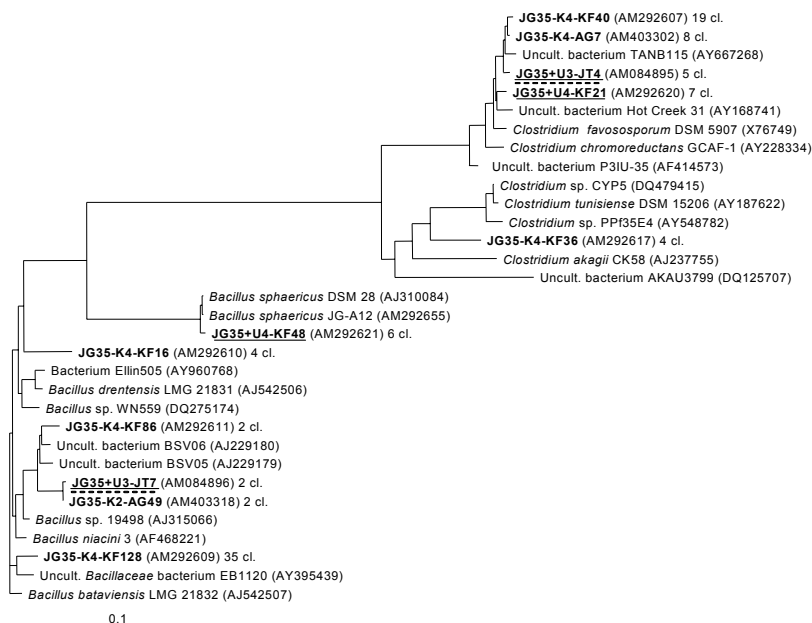 JG35-K4-KF40 (AM292607) 19 cl.
JG35-K4-AG7 (AM403302) 8 cl.
Uncult. bacterium TANB115 (AY667268)
JG35+U3-JT4 (AM084895) 5 cl.
JG35+U4-KF21 (AM292620) 7 cl.
Uncult. bacterium Hot Creek 31 (AY168741)
Clostridium favososporum DSM 5907 (X76749)
Clostridium chromoreductans GCAF-1 (AY228334)
Uncult. bacterium P3IU-35 (AF414573)
Clostridium sp. CYP5 (DQ479415)
Clostridium tunisiense DSM 15206 (AY187622)
Clostridium sp. PPf35E4 (AY548782)
JG35-K4-KF36 (AM292617) 4 cl.
Clostridium akagii CK58 (AJ237755)
Uncult. bacterium AKAU3799 (DQ125707)
Bacillus sphaericus DSM 28 (AJ310084)
Bacillus sphaericus JG-A12 (AM292655)
JG35+U4-KF48 (AM292621) 6 cl.
JG35-K4-KF16 (AM292610) 4 cl.
Bacterium Ellin505 (AY960768)
Bacillus drentensis LMG 21831 (AJ542506)
Bacillus sp. WN559 (DQ275174)
JG35-K4-KF86 (AM292611) 2 cl.
Uncult. bacterium BSV06 (AJ229180)
Uncult. bacterium BSV05 (AJ229179)
JG35+U3-JT7 (AM084896) 2 cl.
JG35-K2-AG49 (AM403318) 2 cl.
Bacillus sp. 19498 (AJ315066)
Bacillus niacini 3 (AF468221)
JG35-K4-KF128 (AM292609) 35 cl.
Uncult. Bacillaceae bacterium EB1120 (AY395439)
Bacillus bataviensis LMG 21832 (AJ542507)
0.1